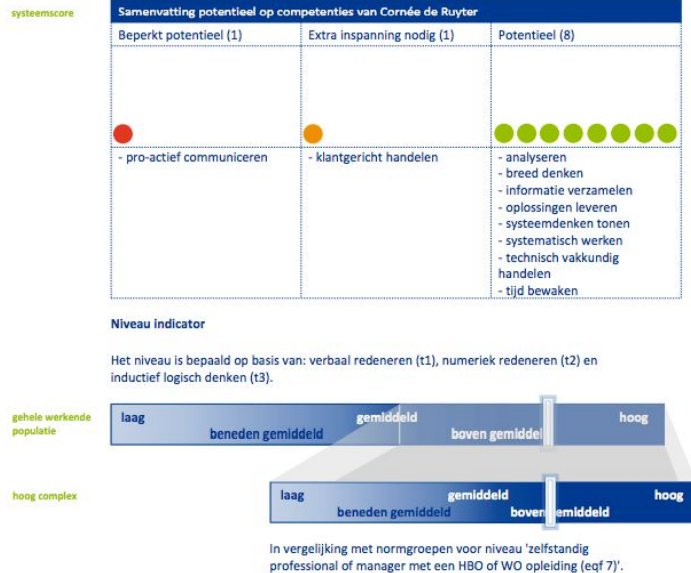 systeemscore
Samenvatting potentieel op competenties van Cornée de Ruyter
Beperkt potentieel (1)
Extra inspanning nodig (1)
Potentieel (8)
- pro-actief communiceren
- klantgericht handelen
- analyseren
- breed denken
- informatie verzamelen
- oplossingen leveren
- systeemdenken tonen
- systematisch werken
- technisch vakkundig
handelen
- tijd bewaken
Niveau indicator
Het niveau is bepaald op basis van: verbaal redeneren (t1), numeriek redeneren (t2) en
inductief logisch denken (t3).
gehele werkende
populatie
laag
gemiddeld
hoog
beneden gemiddeld
boven gemiddel
hoog complex
laag
gemiddeld
hoog
beneden gemiddeld
boven emiddeld
In vergelijking met normgroepen voor niveau 'zelfstandig
professional of manager met een HBO of WO opleiding (eqf 7)'.